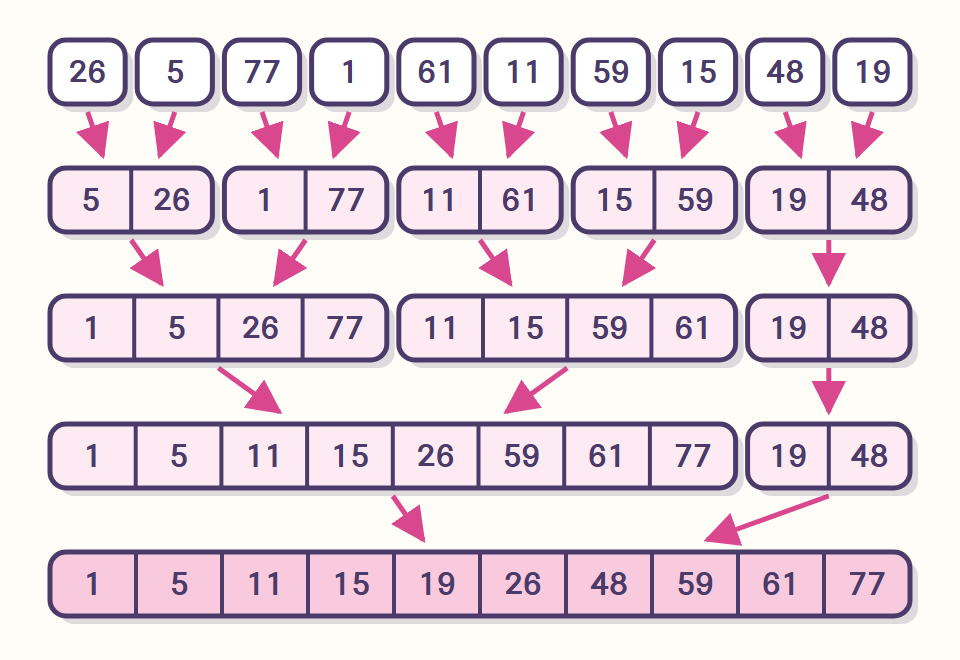 26 5 77 1 61 11 59 15 48 19
5 26 1 77 11 61 15 59 19 48
1 5 26 77 11 15 59 61 19 48
1 5 11 15 26 59 61 77 19 48
1 5 11 15 19 26 48 59 61 77